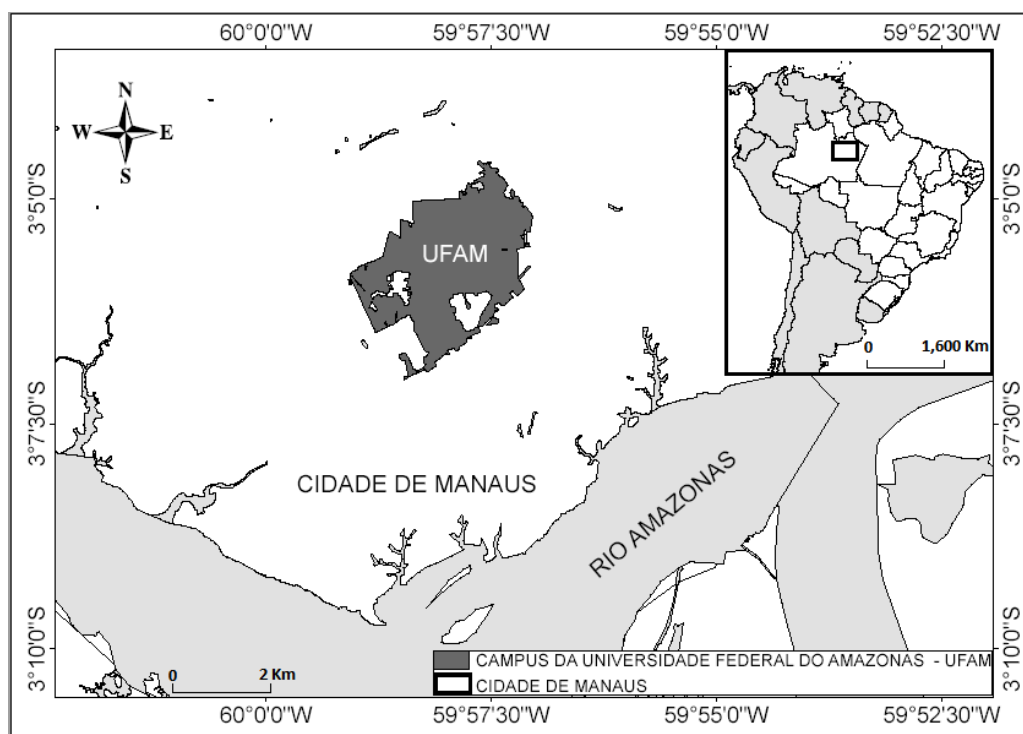 60°0'0"W 59°57'30"W 59°55'0"W 59°52'30"W
N
W E
S
3°5'0"S 3°5'0"S
UFAM
0 1,600 Km
3°7'30"S 3°7'30"S
CIDADE DE MANAUS
RIO AMAZONAS
3°10'0"S 3°10'0"S
0 2 Km
CAMPUS DA UNIVERSIDADE FEDERAL DO AMAZONAS - UFAM
CIDADE DE MANAUS
60°0'0"W 59°57'30"W 59°55'0"W 59°52'30"W